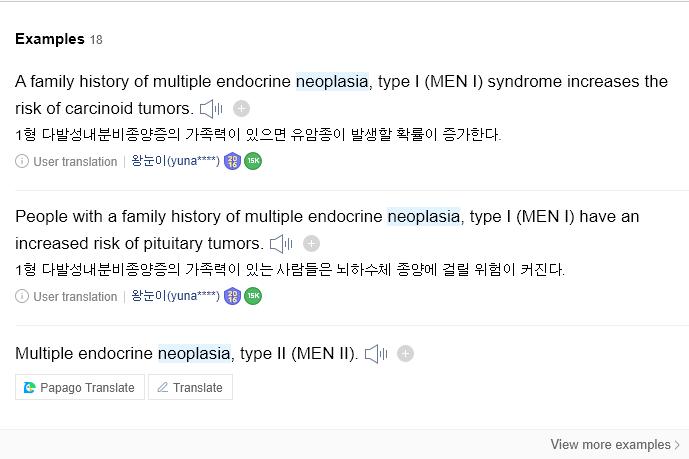 Examples 18
A family history of multiple endocrine neoplasia, type I (MEN I) syndrome increases the
risk of carcinoid tumors.
1형 다발성내분비종양증의 가족력이 있으면 유암종이 발생할 확률이 증가한다.
User translation | 왕눈이(yuna****) 2016 15K
People with a family history of multiple endocrine neoplasia, type I (MEN I) have an
increased risk of pituitary tumors.
1형 다발성내분비종양증의 가족력이 있는 사람들은 뇌하수체 종양에 걸릴 위험이 커진다.
User translation | 왕눈이(yuna****) 2016 15K
Multiple endocrine neoplasia, type II (MEN II).
Papago Translate Translate
View more examples